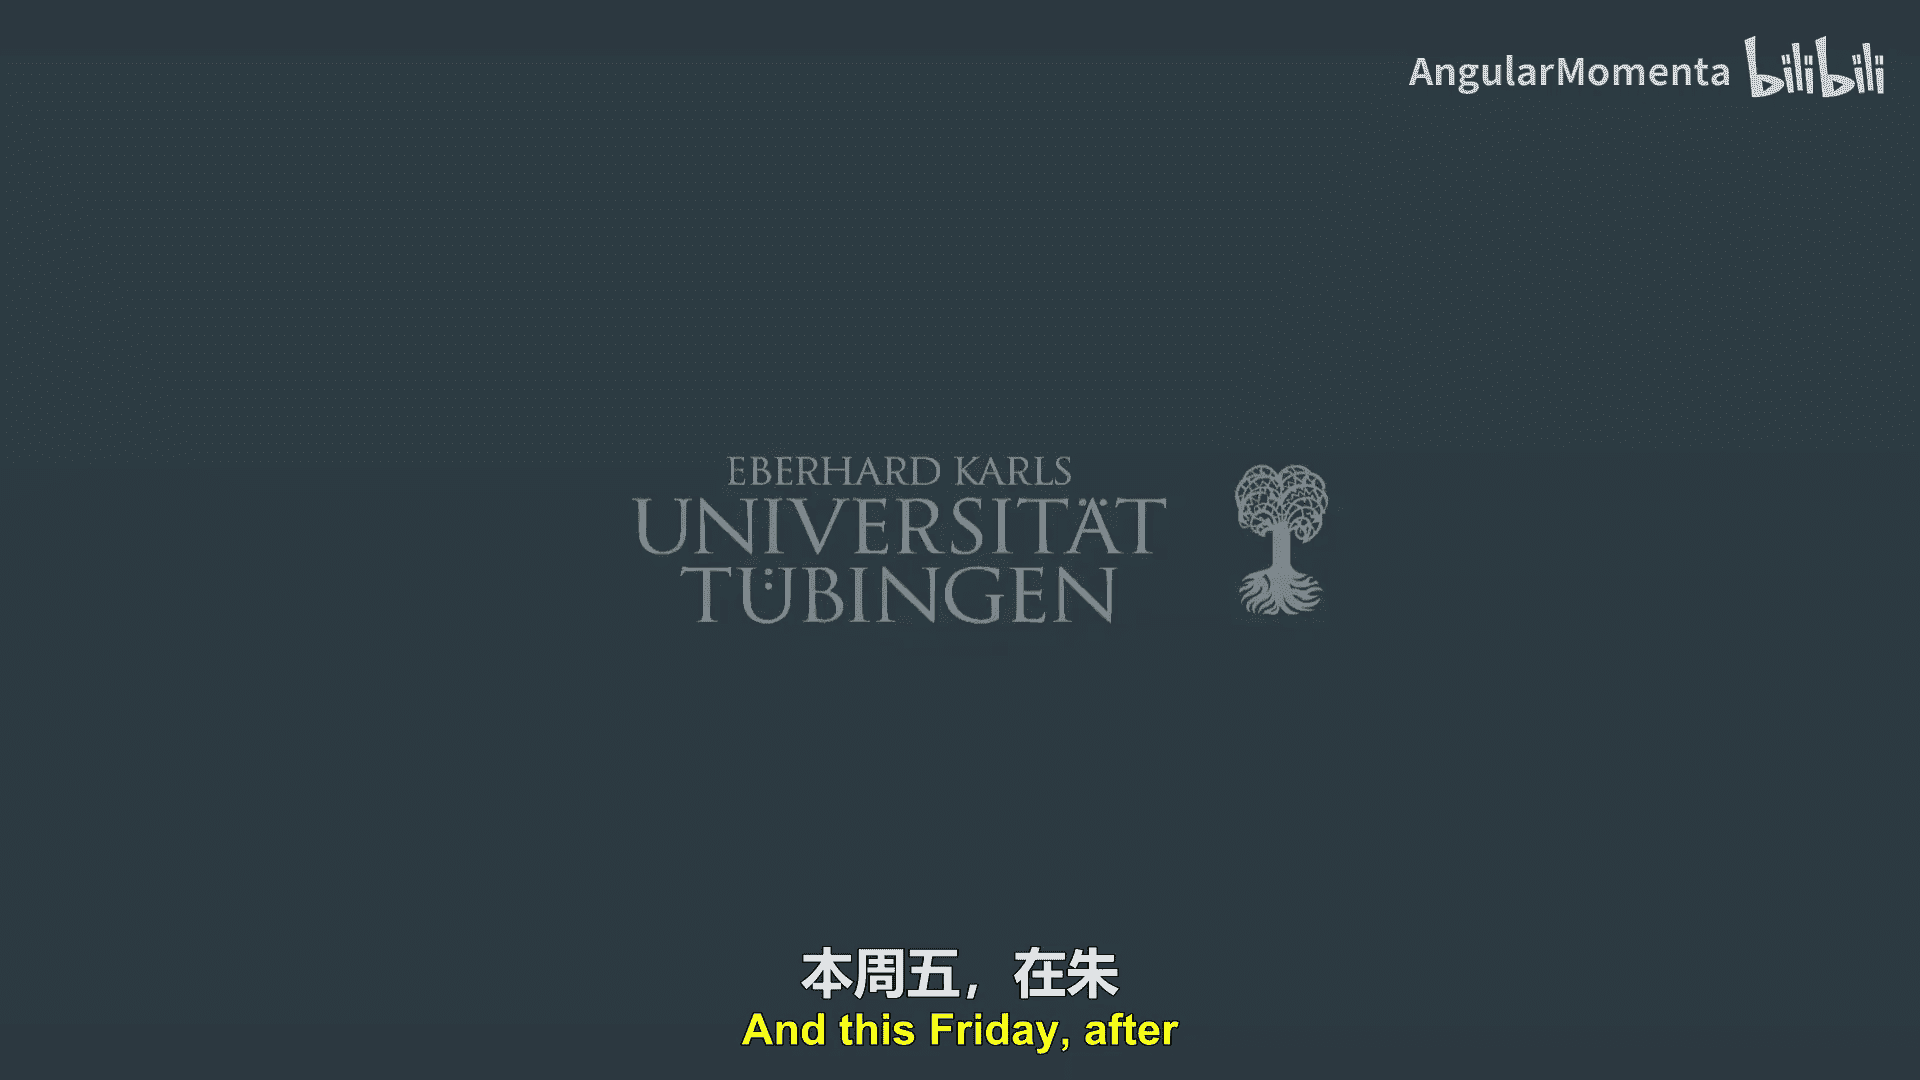 AngularMomenta bilibili
EBERHARD KARLS
UNIVERSITÄT
TÜBINGEN
本周五，在朱
And this Friday, after